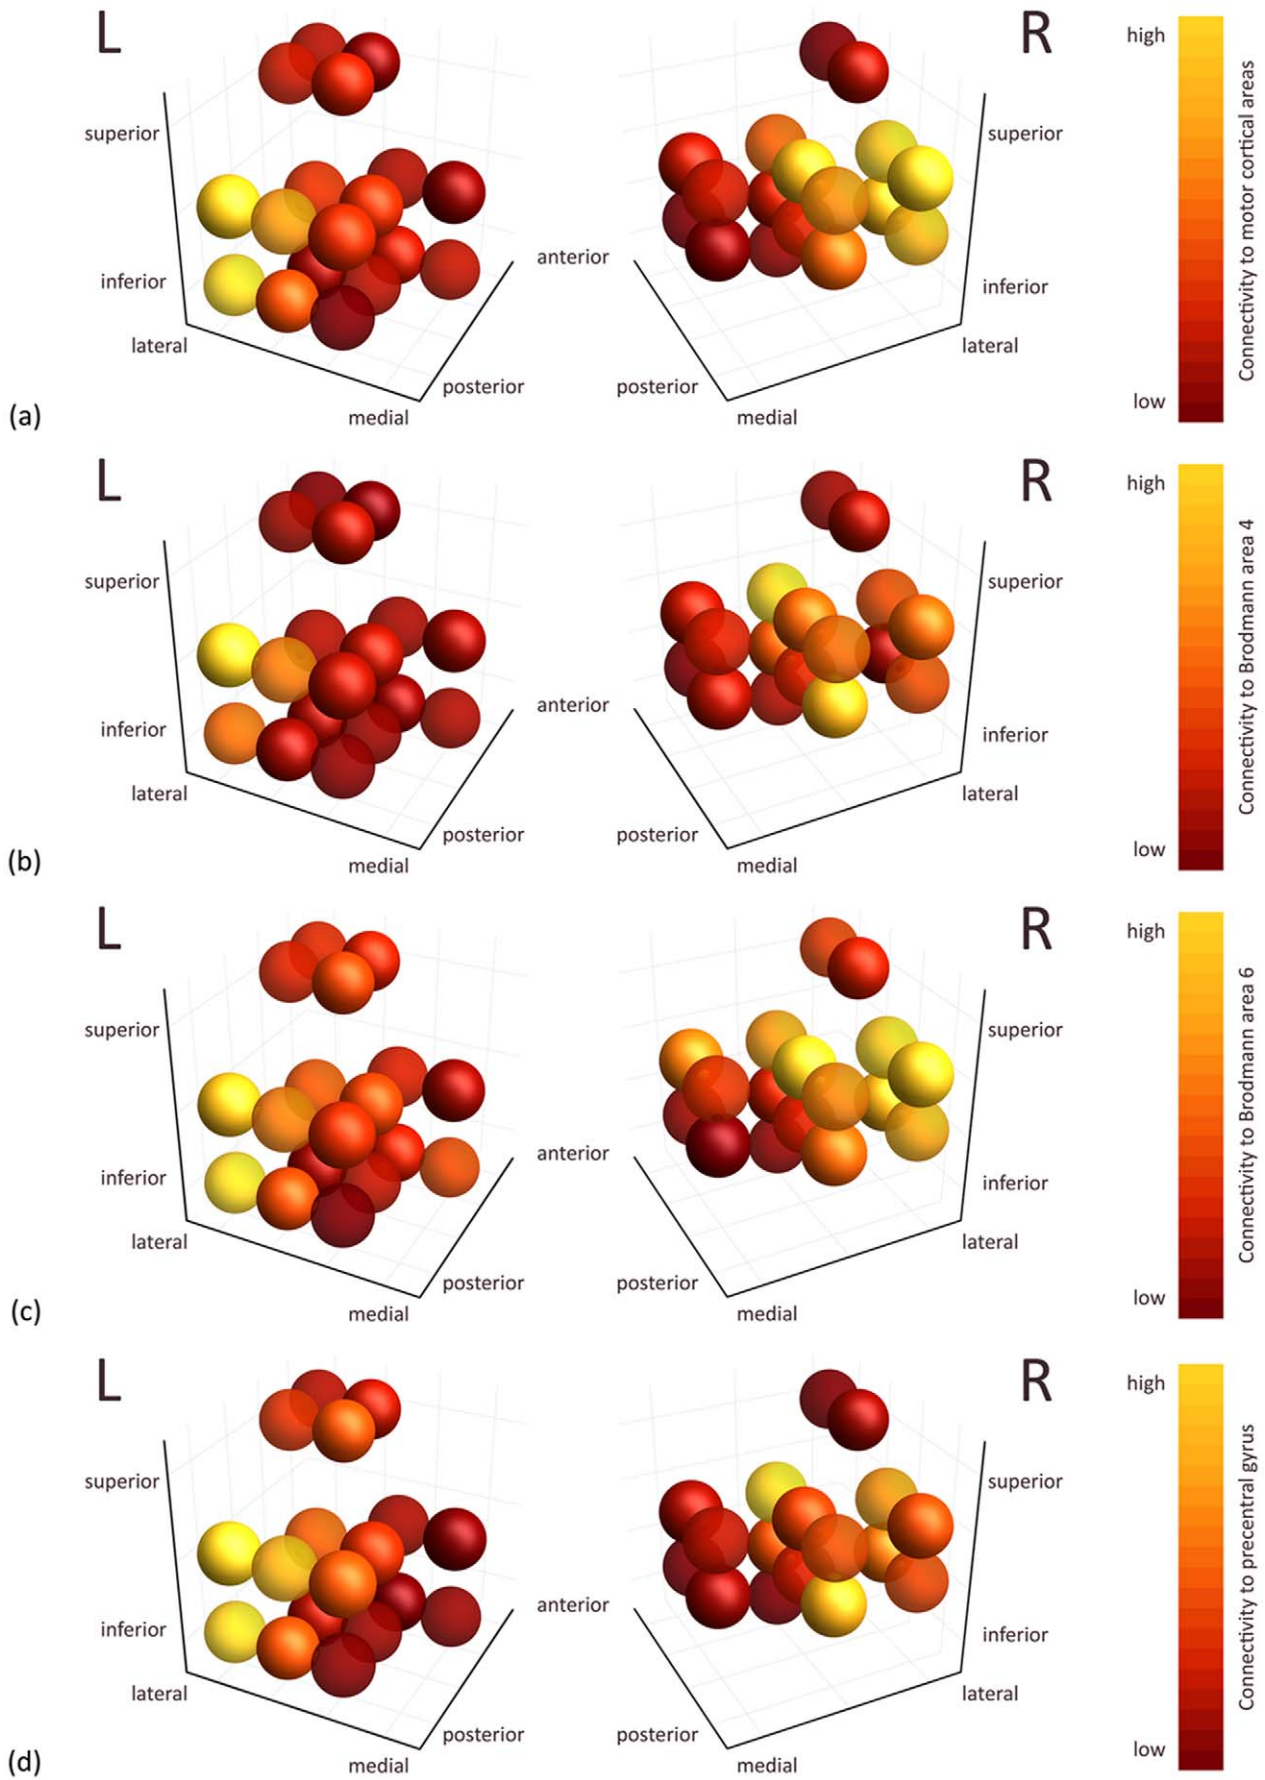 L
R
high
superior
superior
anterior
inferior
inferior
lateral
lateral
posterior
posterior
medial
medial
low
Connectivity to motor cortical areas
(a)
L
R
high
superior
superior
anterior
inferior
inferior
lateral
lateral
posterior
posterior
medial
medial
low
Connectivity to Brodmann area 4
(b)
L
R
high
superior
superior
anterior
inferior
inferior
lateral
lateral
posterior
posterior
medial
medial
low
Connectivity to Brodmann area 6
(c)
L
R
high
superior
superior
anterior
inferior
inferior
lateral
lateral
posterior
posterior
medial
medial
low
Connectivity to precentral gyrus
(d)